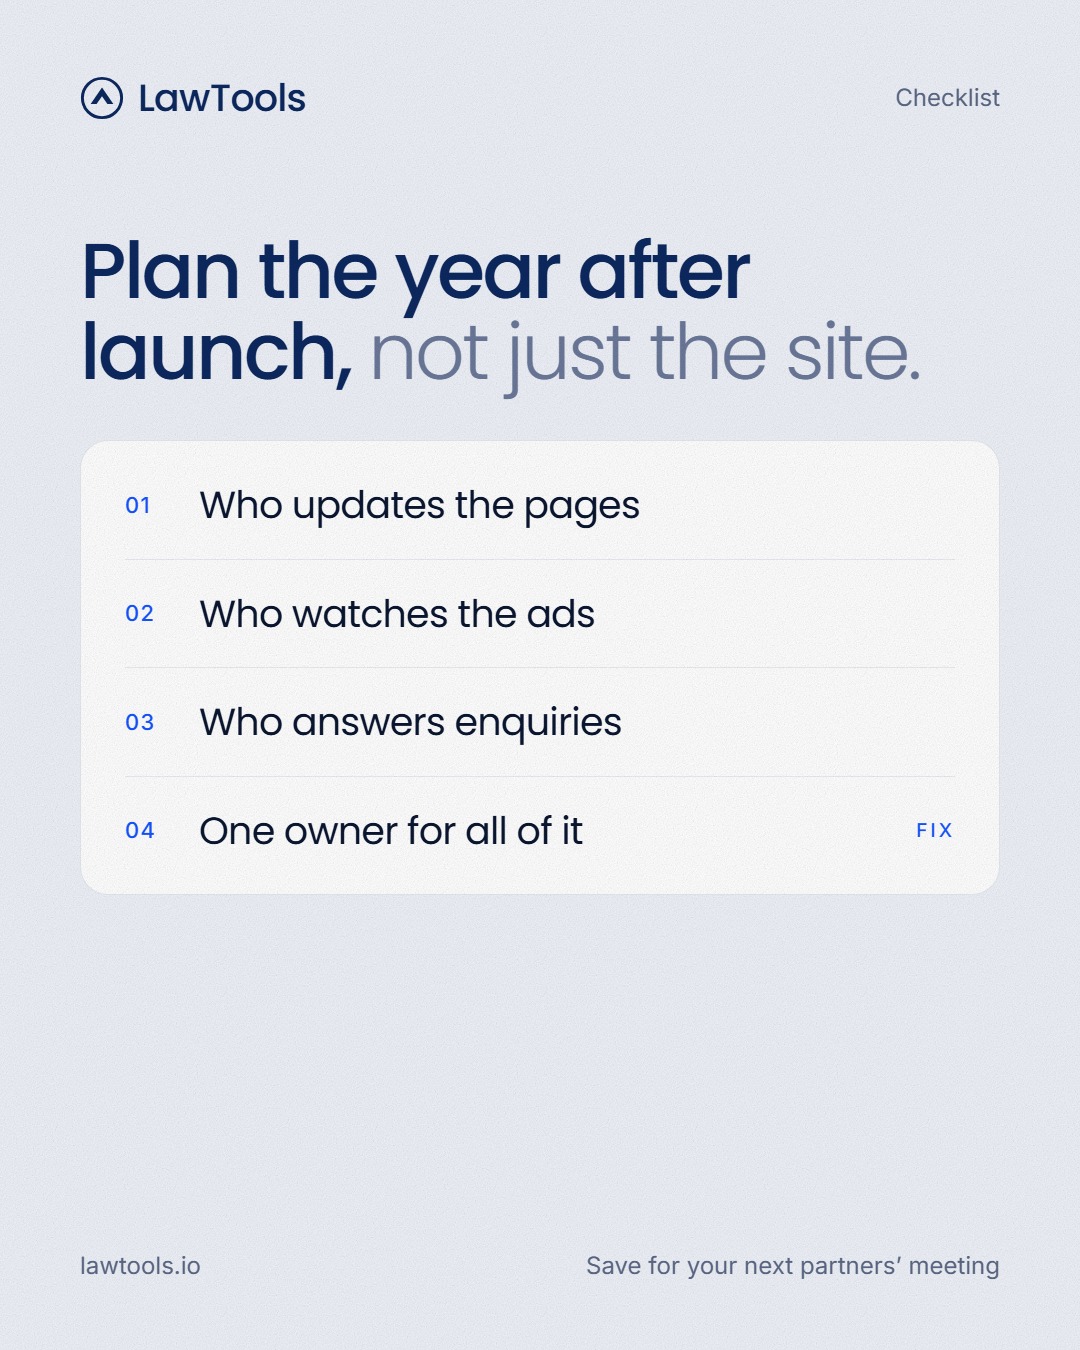 LawTools
Checklist
Plan the year after
launch, not just the site.
01 Who updates the pages
02 Who watches the ads
03 Who answers enquiries
04 One owner for all of it FIX
lawtools.io
Save for your next partners’ meeting